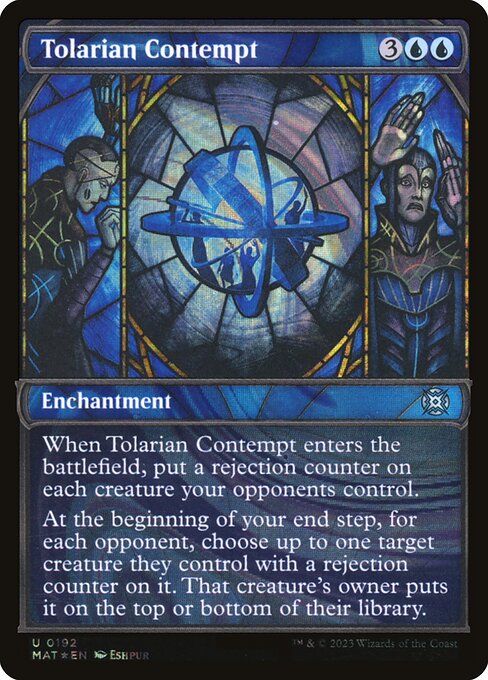 Tolarian Contempt 3
Enchantment
When Tolarian Contempt enters the
battlefield, put a rejection counter on
each creature your opponents control.
At the beginning of your end step, for
each opponent, choose up to one target
creature they control with a rejection
counter on it. That creature's owner puts
it on the top or bottom of their library.
U 0192
MAT★EN Eshpur
™ & © 2023 Wizards of the Coast